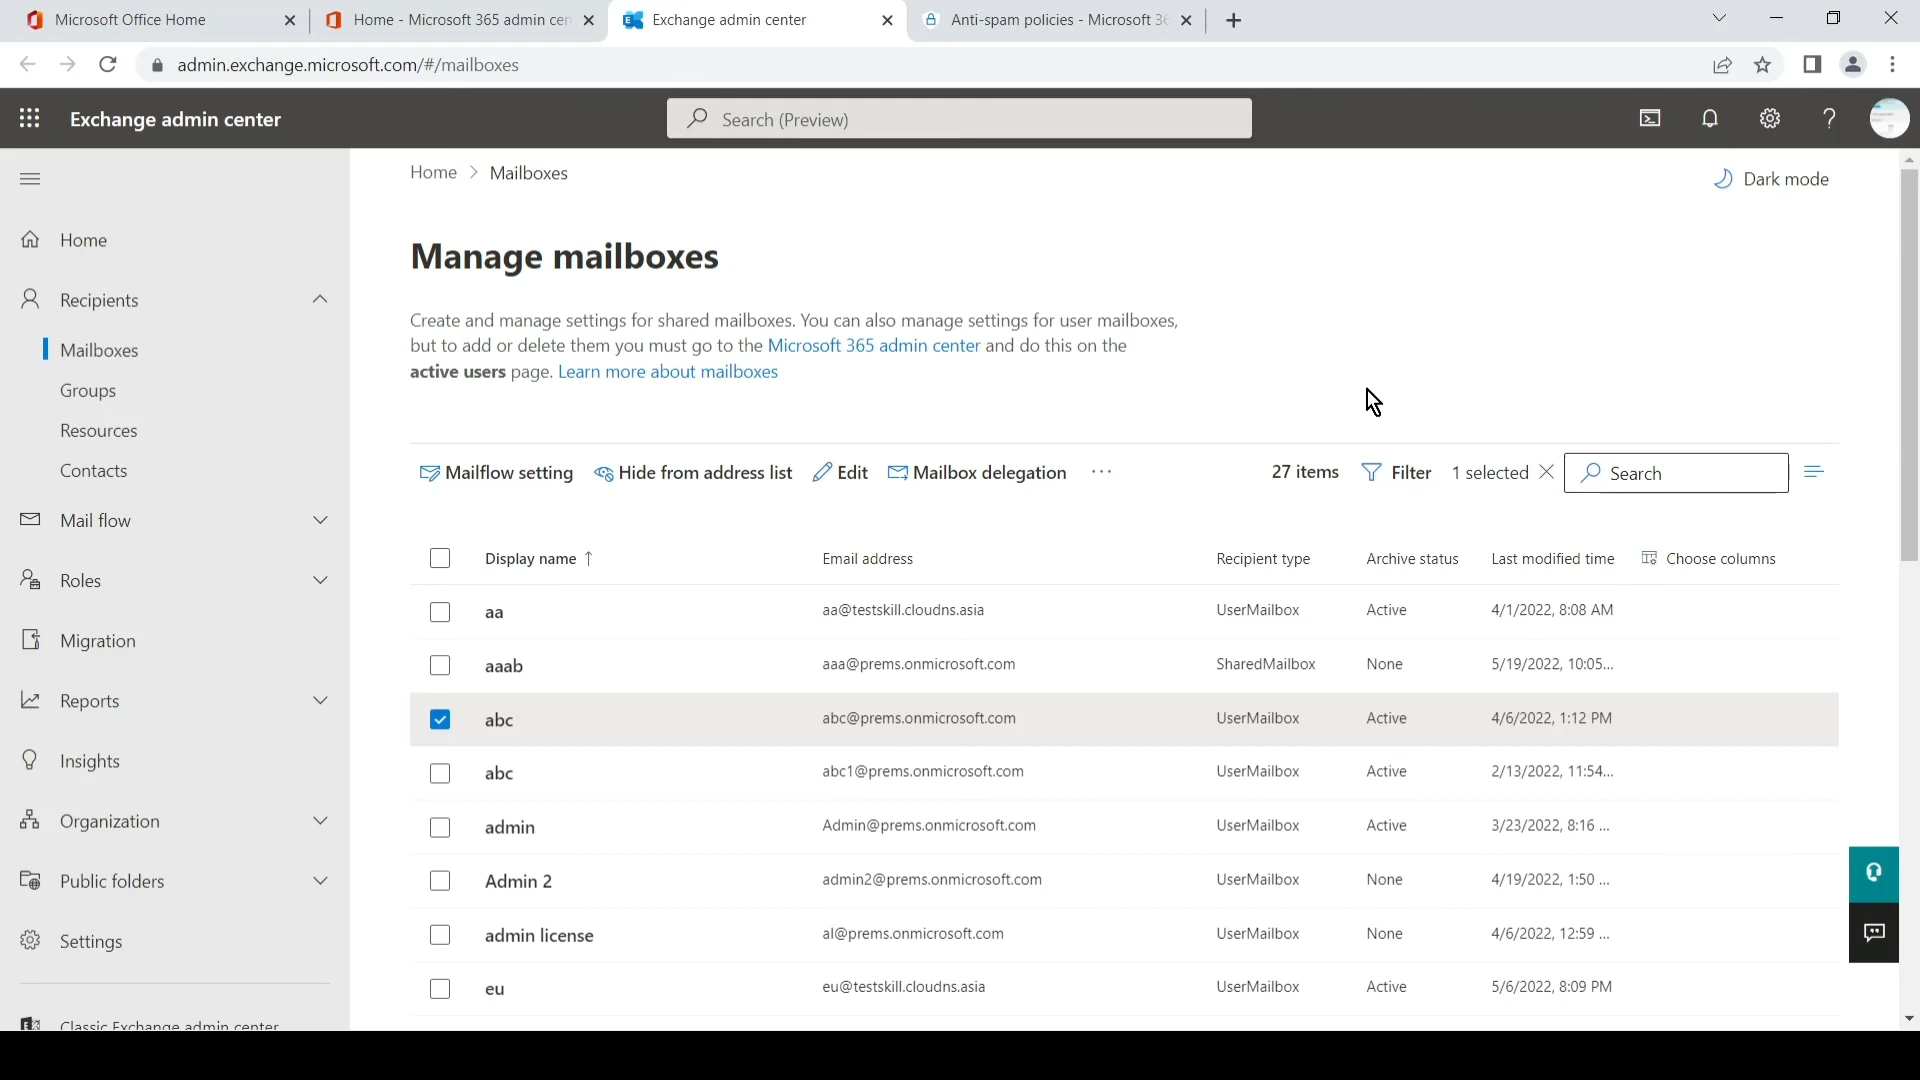 Microsoft Office Home
Home - Microsoft 365 admin cen
Exchange admin center
Anti-spam policies - Microsoft 36
admin.exchange.microsoft.com/#/mailboxes
Exchange admin center
Search (Preview)
Home > Mailboxes
Dark mode
Home
Recipients
Mailboxes
Groups
Resources
Contacts
Mail flow
Roles
Migration
Reports
Insights
Organization
Public folders
Settings
Classic Exchange admin center
Manage mailboxes
Create and manage settings for shared mailboxes. You can also manage settings for user mailboxes,
but to add or delete them you must go to the Microsoft 365 admin center and do this on the
active users page. Learn more about mailboxes
Mailflow setting Hide from address list Edit Mailbox delegation ··· 27 items Filter 1 selected Search
Display name ↑ Email address Recipient type Archive status Last modified time Choose columns
aa aa@testskill.cloudns.asia UserMailbox Active 4/1/2022, 8:08 AM
aaab aaa@prems.onmicrosoft.com SharedMailbox None 5/19/2022, 10:05...
abc abc@prems.onmicrosoft.com UserMailbox Active 4/6/2022, 1:12 PM
abc abc1@prems.onmicrosoft.com UserMailbox Active 2/13/2022, 11:54...
admin Admin@prems.onmicrosoft.com UserMailbox Active 3/23/2022, 8:16 ...
Admin 2 admin2@prems.onmicrosoft.com UserMailbox None 4/19/2022, 1:50 ...
admin license al@prems.onmicrosoft.com UserMailbox None 4/6/2022, 12:59 ...
eu eu@testskill.cloudns.asia UserMailbox Active 5/6/2022, 8:09 PM